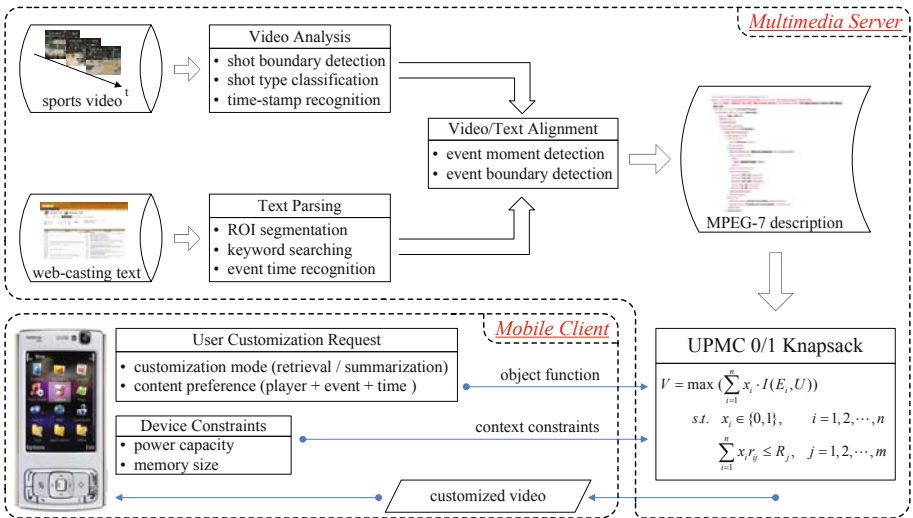 Multimedia Server
sports video
t
Video Analysis
• shot boundary detection
• shot type classification
• time-stamp recognition
Video/Text Alignment
• event moment detection
• event boundary detection
MPEG-7 description
web-casting text
Text Parsing
• ROI segmentation
• keyword searching
• event time recognition
Mobile Client
User Customization Request
• customization mode (retrieval / summarization)
• content preference (player + event + time )
object function
Device Constraints
• power capacity
• memory size
context constraints
customized video
UPMC 0/1 Knapsack
V = max (∑_{i=1}^{n} x_i · I(E_i, U))
s.t. x_i ∈ {0,1}, i = 1, 2, ⋯, n
∑_{i=1}^{n} x_i r_{ij} ≤ R_j, j = 1, 2, ⋯, m